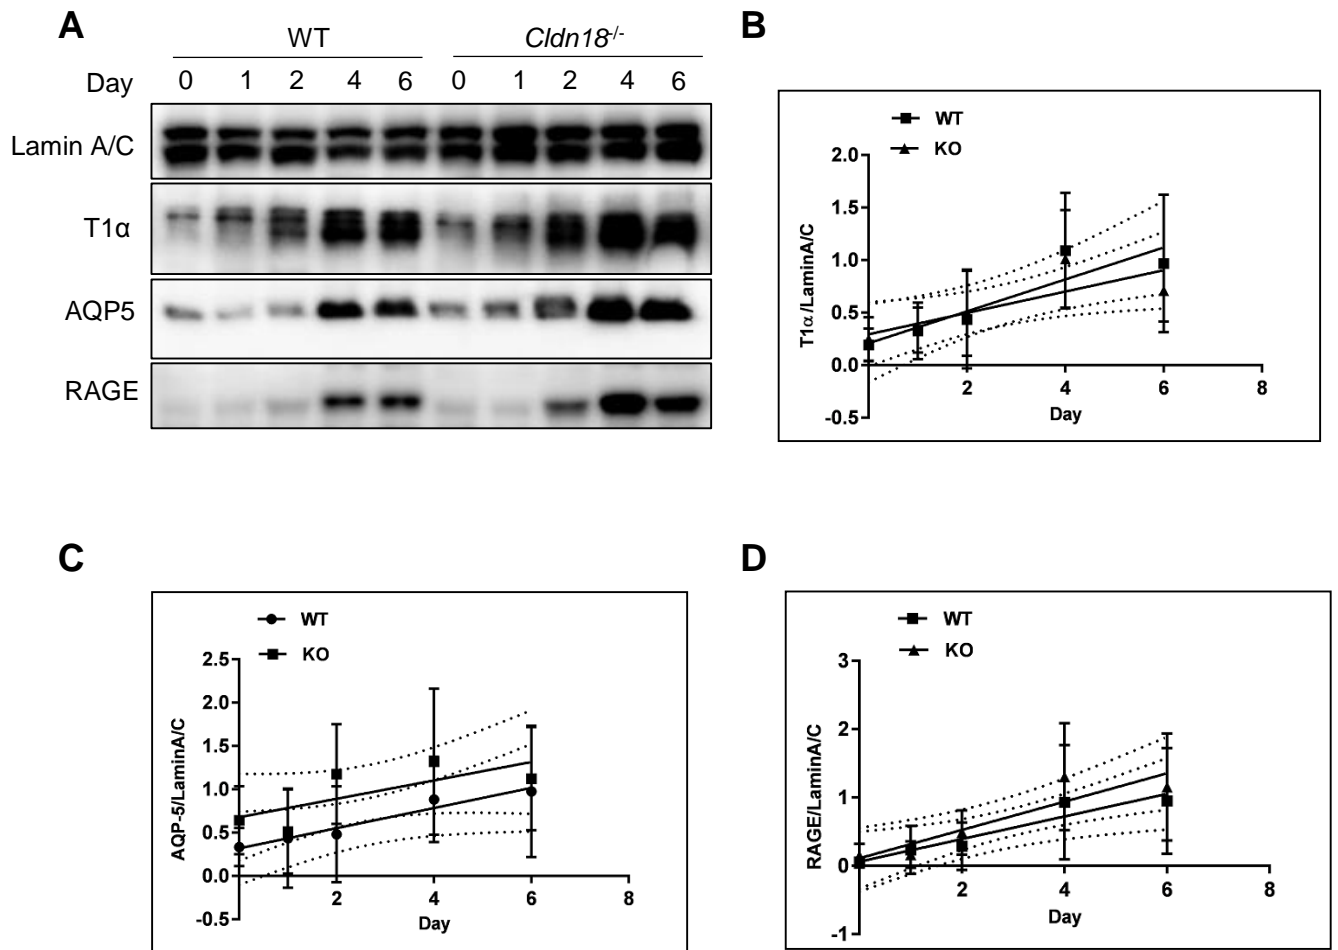 A
WT Cldn18-/-
Day 0 1 2 4 6 0 1 2 4 6
Lamin A/C
T1α
AQP5
RAGE
B
WT
KO
2.0
1.5
1.0
0.5
0.0
-0.5
2 4 6 8
Day
T1α/LaminA/C
C
WT
KO
2.5
2.0
1.5
1.0
0.5
0.0
-0.5
2 4 6 8
Day
AQP-5/LaminA/C
D
WT
KO
3
2
1
0
-1
2 4 6 8
Day
RAGE/LaminA/C